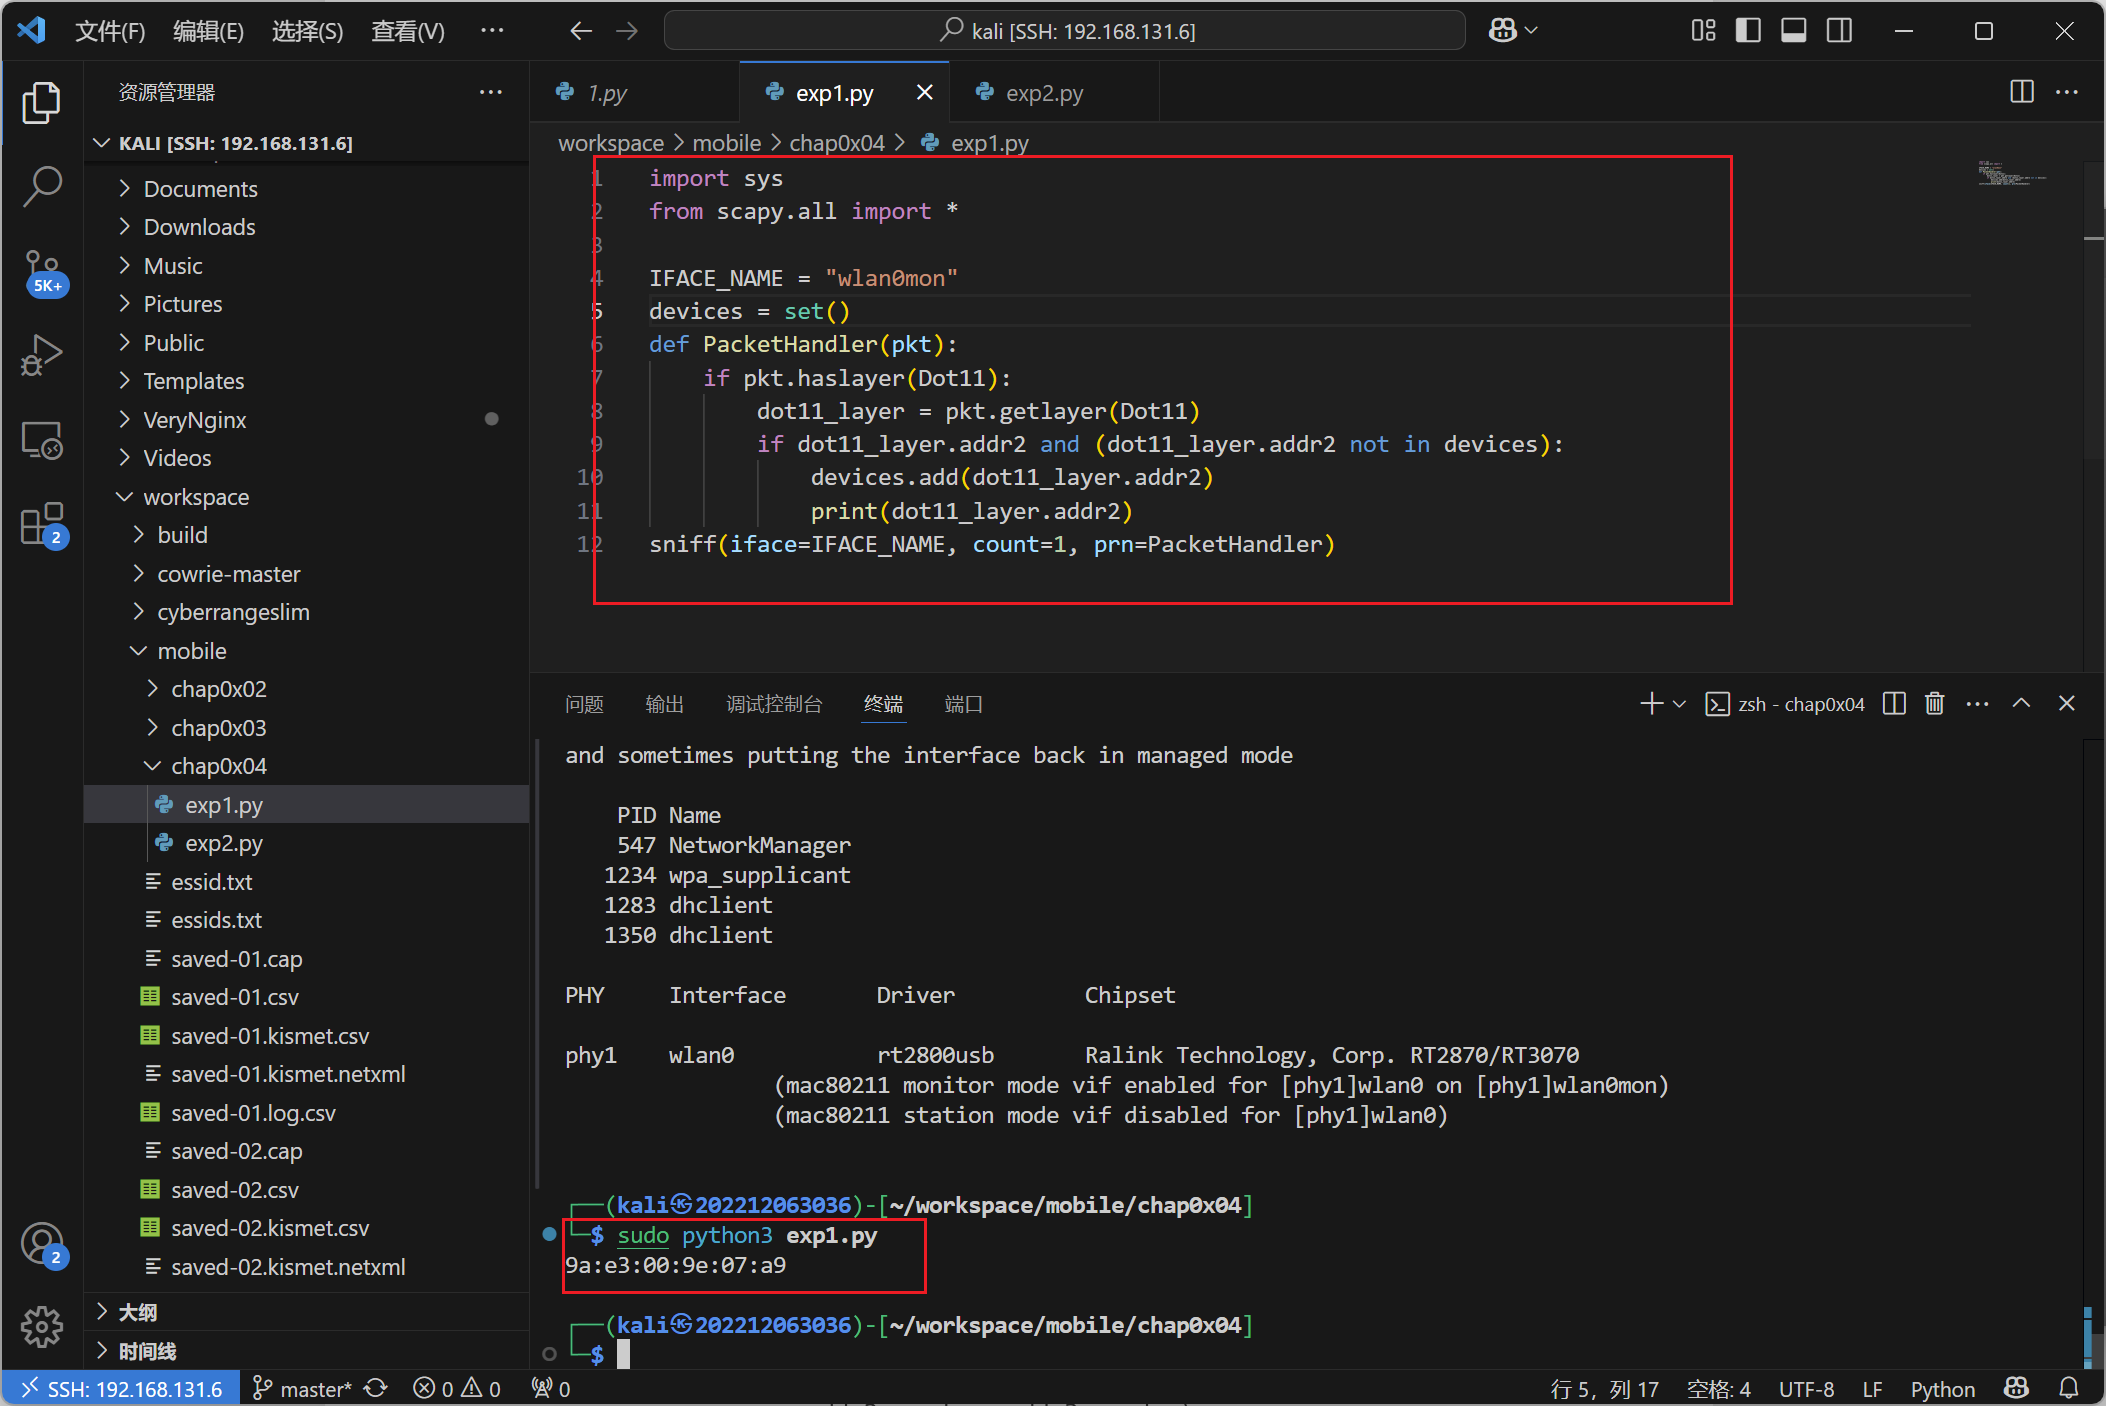 文件(F) 编辑(E) 选择(S) 查看(V) ··· kali [SSH: 192.168.131.6]
资源管理器 ···
KALI [SSH: 192.168.131.6]
Documents
Downloads
Music
Pictures
Public
Templates
VeryNginx
Videos
workspace
build
cowrie-master
cyberrangeslim
mobile
chap0x02
chap0x03
chap0x04
exp1.py
exp2.py
essid.txt
essids.txt
saved-01.cap
saved-01.csv
saved-01.kismet.csv
saved-01.kismet.netxml
saved-01.log.csv
saved-02.cap
saved-02.csv
saved-02.kismet.csv
saved-02.kismet.netxml
大纲
时间线
5K+
2
2
1.py exp1.py exp2.py
workspace > mobile > chap0x04 > exp1.py
1 import sys
2 from scapy.all import *
3
4 IFACE_NAME = "wlan0mon"
5 devices = set()
6 def PacketHandler(pkt):
7     if pkt.haslayer(Dot11):
8         dot11_layer = pkt.getlayer(Dot11)
9         if dot11_layer.addr2 and (dot11_layer.addr2 not in devices):
10             devices.add(dot11_layer.addr2)
11             print(dot11_layer.addr2)
12 sniff(iface=IFACE_NAME, count=1, prn=PacketHandler)
问题 输出 调试控制台 终端 端口 zsh - chap0x04
and sometimes putting the interface back in managed mode
PID Name
547 NetworkManager
1234 wpa_supplicant
1283 dhclient
1350 dhclient
PHY Interface Driver Chipset
phy1 wlan0 rt2800usb Ralink Technology, Corp. RT2870/RT3070
(mac80211 monitor mode vif enabled for [phy1]wlan0 on [phy1]wlan0mon)
(mac80211 station mode vif disabled for [phy1]wlan0)
┌──(kali㉿202212063036)-[~/workspace/mobile/chap0x04]
└─$ sudo python3 exp1.py
9a:e3:00:9e:07:a9
┌──(kali㉿202212063036)-[~/workspace/mobile/chap0x04]
└─$
SSH: 192.168.131.6 master* 0 0 0 行 5，列 17 空格: 4 UTF-8 LF Python